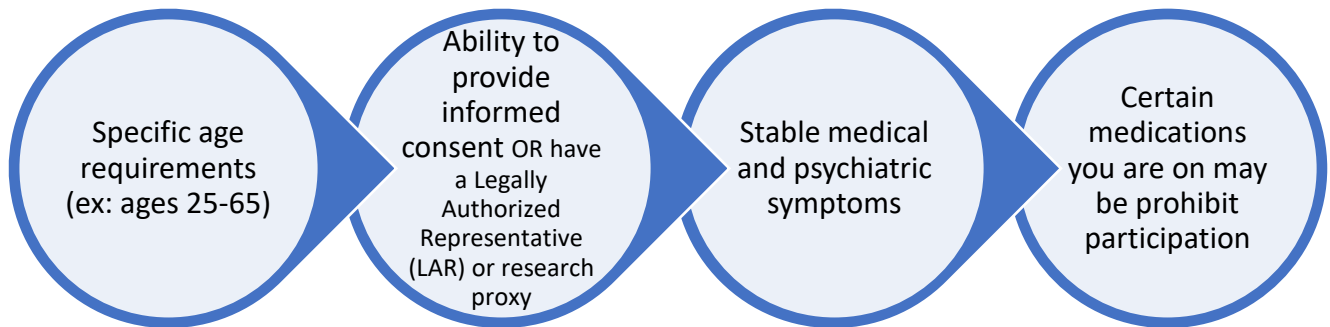 Specific age
requirements
(ex: ages 25-65)
Ability to
provide
informed
consent OR have
a Legally
Authorized
Representative
(LAR) or research
proxy
Stable medical
and psychiatric
symptoms
Certain
medications
you are on may
be prohibit
participation